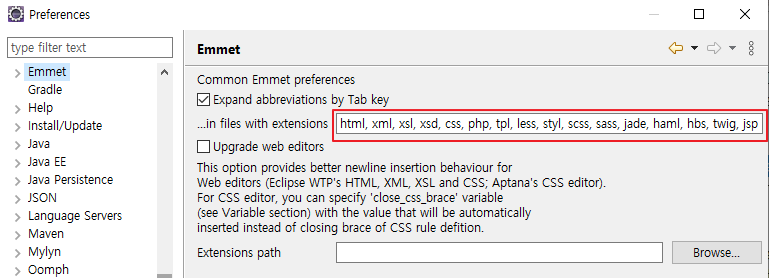 Preferences
type filter text
Emmet
Gradle
Help
Install/Update
Java
Java EE
Java Persistence
JSON
Language Servers
Maven
Mylyn
Oomph
Emmet
Common Emmet preferences
Expand abbreviations by Tab key
...in files with extensions html, xml, xsl, xsd, css, php, tpl, less, styl, scss, sass, jade, haml, hbs, twig, jsp
Upgrade web editors
This option provides better newline insertion behaviour for
Web editors (Eclipse WTP's HTML, XML, XSL and CSS; Aptana's CSS editor).
For CSS editor, you can specify 'close_css_brace' variable
(see Variable section) with the value that will be automatically
inserted instead of closing brace of CSS rule defition.
Extensions path Browse...